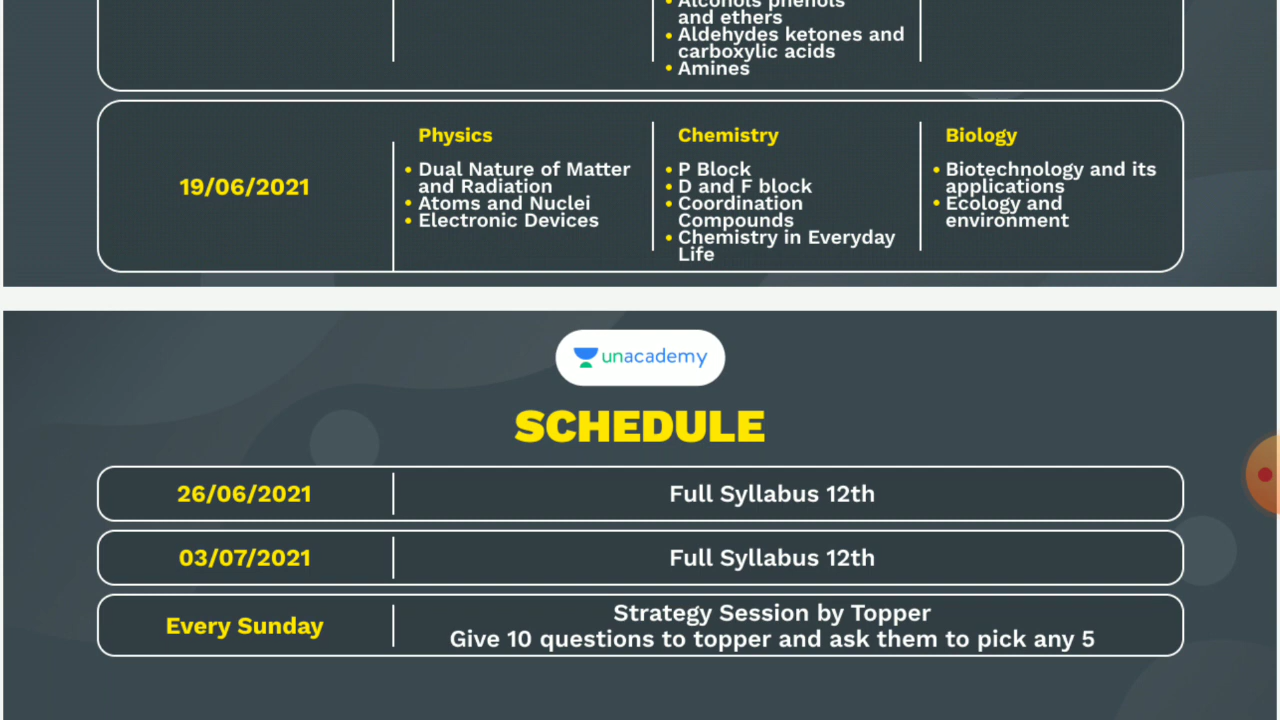 Alcohols phenols
and ethers
• Aldehydes ketones and
carboxylic acids
• Amines
19/06/2021
Physics
• Dual Nature of Matter
and Radiation
• Atoms and Nuclei
• Electronic Devices
Chemistry
• P Block
• D and F block
• Coordination
Compounds
• Chemistry in Everyday
Life
Biology
• Biotechnology and its
applications
• Ecology and
environment
unacademy
SCHEDULE
26/06/2021 Full Syllabus 12th
03/07/2021 Full Syllabus 12th
Every Sunday
Strategy Session by Topper
Give 10 questions to topper and ask them to pick any 5